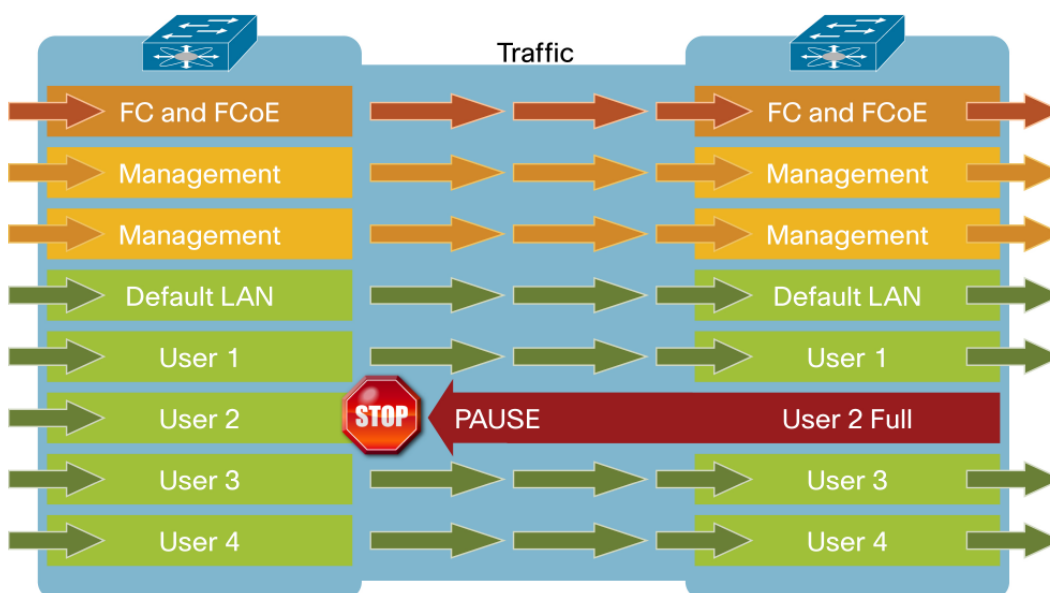 Traffic
FC and FCoE FC and FCoE
Management Management
Management Management
Default LAN Default LAN
User 1 User 1
User 2 STOP PAUSE User 2 Full
User 3 User 3
User 4 User 4